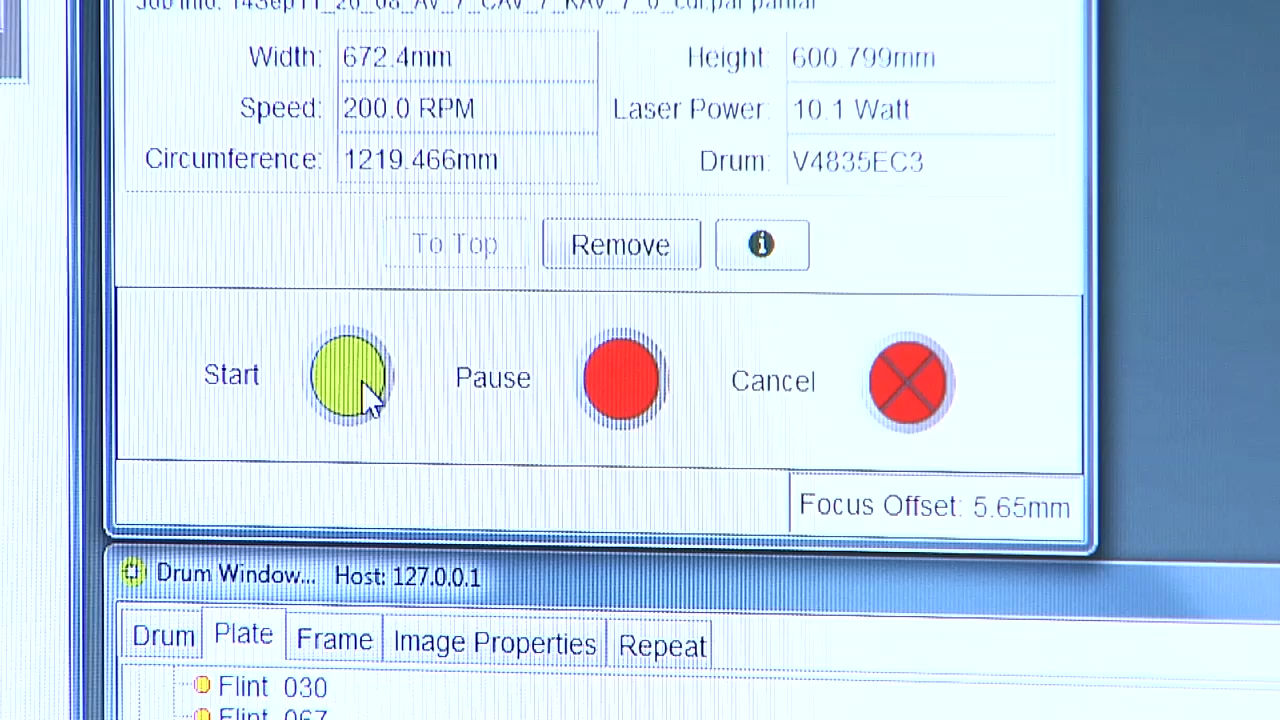 Width: 672.4mm Height: 600.799mm
Speed: 200.0 RPM Laser Power: 10.1 Watt
Circumference: 1219.466mm Drum: V4835EC3
To Top Remove i
Start Pause Cancel
Focus Offset: 5.65mm
Drum Window... Host: 127.0.0.1
Drum Plate Frame Image Properties Repeat
Flint 030
Flint 067